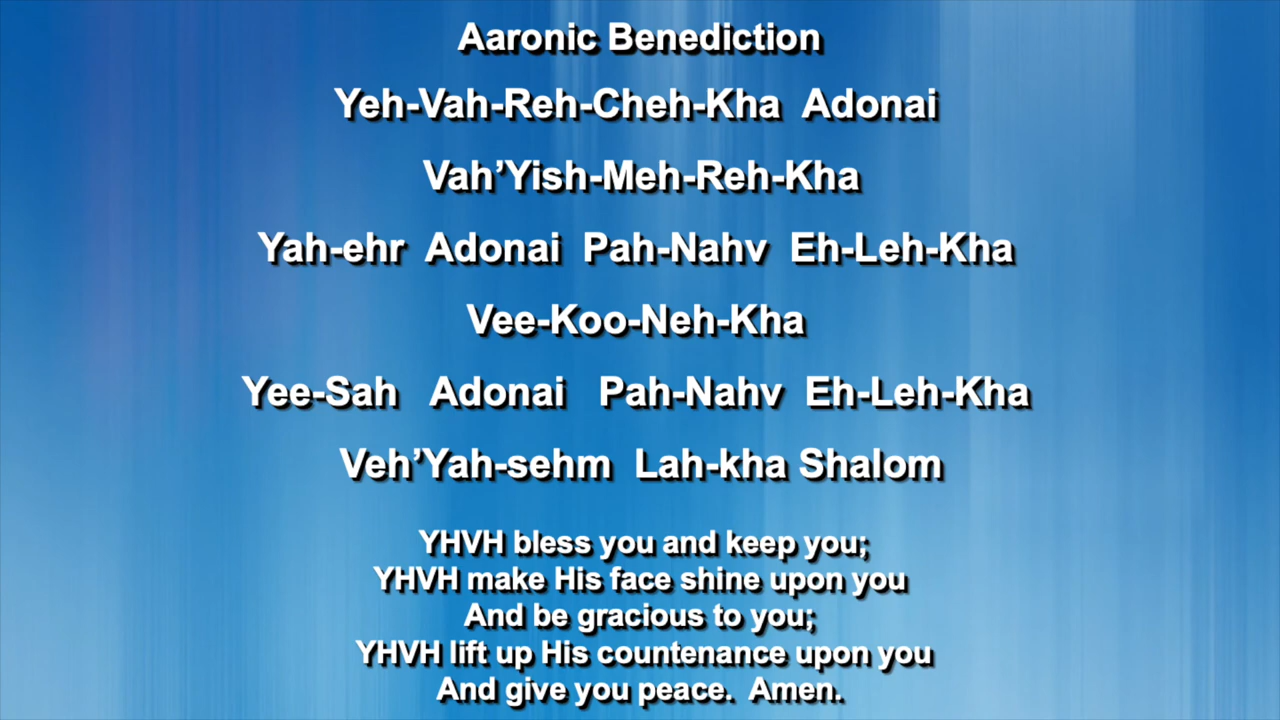 Aaronic Benediction
Yeh-Vah-Reh-Cheh-Kha Adonai
Vah’Yish-Meh-Reh-Kha
Yah-ehr Adonai Pah-Nahv Eh-Leh-Kha
Vee-Koo-Neh-Kha
Yee-Sah Adonai Pah-Nahv Eh-Leh-Kha
Veh’Yah-sehm Lah-kha Shalom
YHVH bless you and keep you;
YHVH make His face shine upon you
And be gracious to you;
YHVH lift up His countenance upon you
And give you peace. Amen.